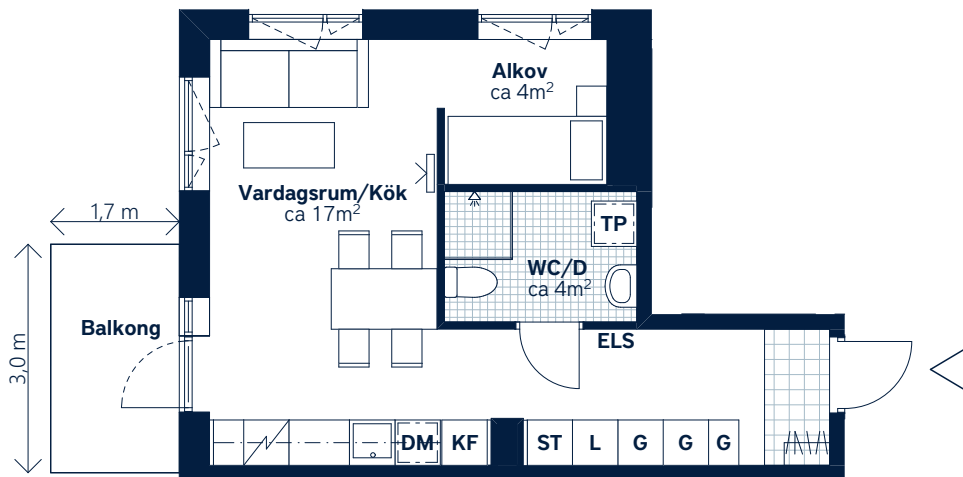 Alkov
ca 4m²
Vardagsrum/Kök
ca 17m²
1,7 m
TP
WC/D
ca 4m²
Balkong
3,0 m
ELS
DM
KF
ST
L
G
G
G